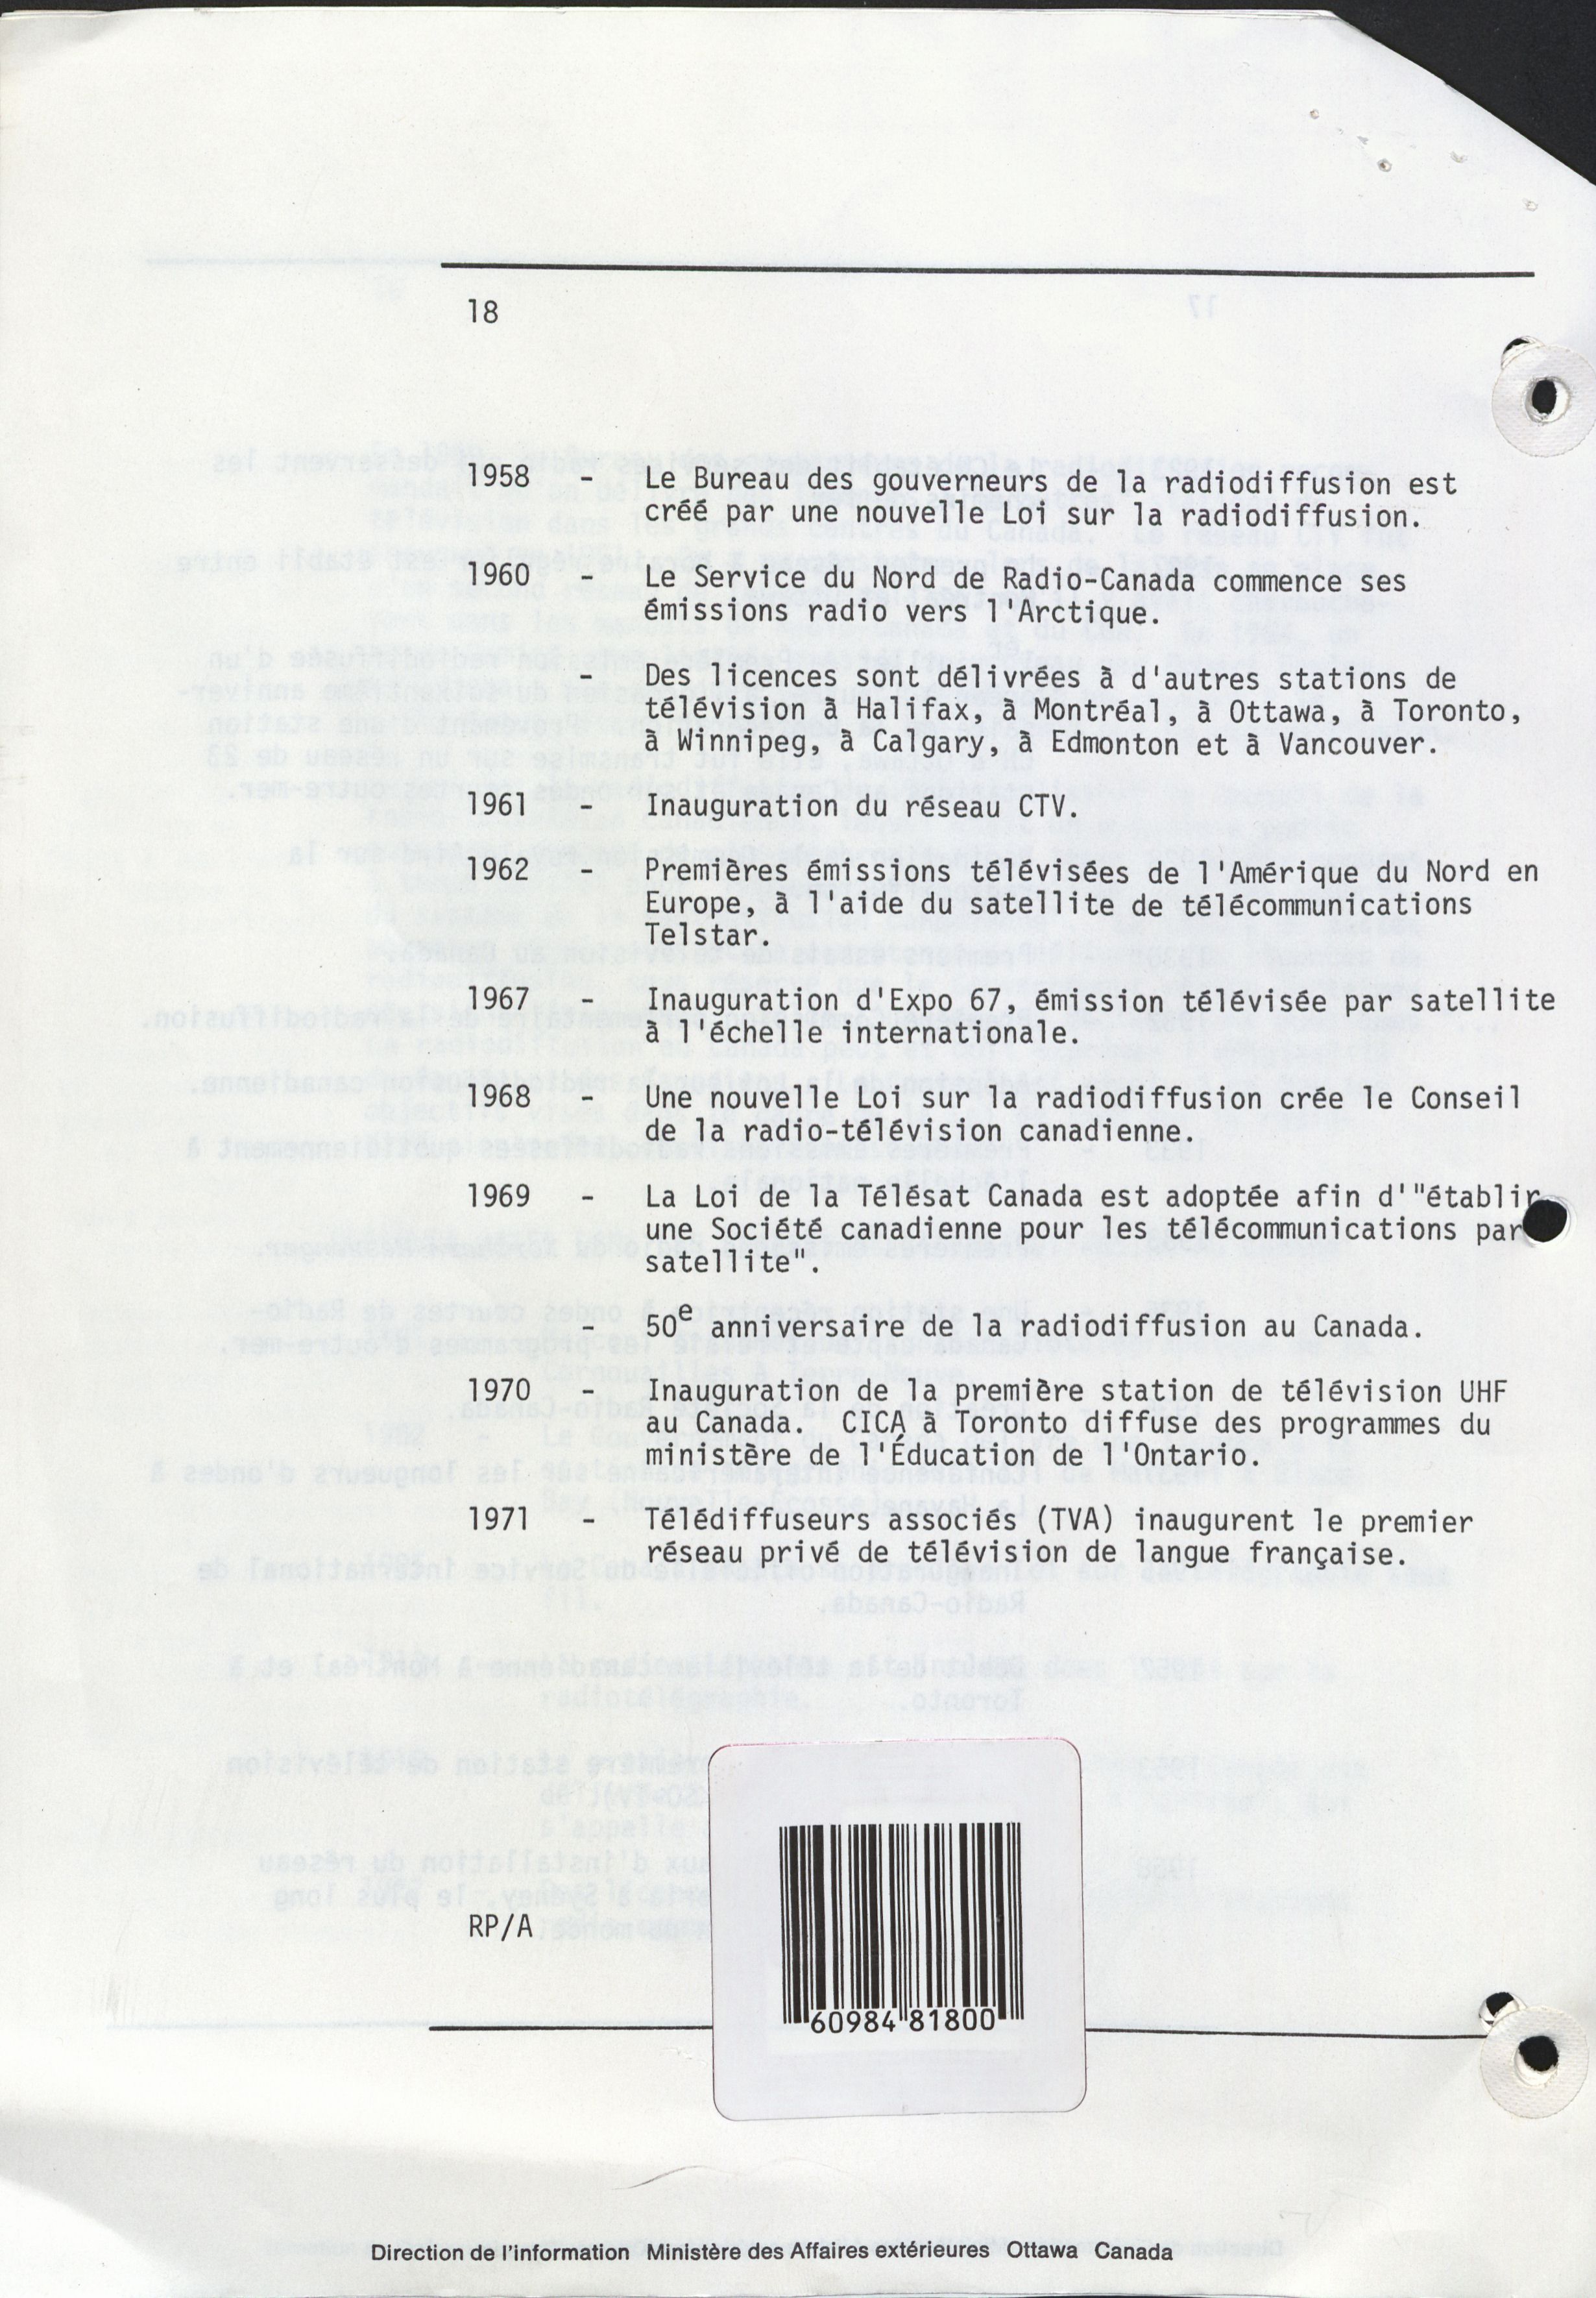 18
1958 - Le Bureau des gouverneurs de la radiodiffusion est
créé par une nouvelle Loi sur la radiodiffusion.
1960 - Le Service du Nord de Radio-Canada commence ses
émissions radio vers l'Arctique.
- Des licences sont délivrées à d'autres stations de
télévision à Halifax, à Montréal, à Ottawa, à Toronto,
à Winnipeg, à Calgary, à Edmonton et à Vancouver.
1961 - Inauguration du réseau CTV.
1962 - Premières émissions télévisées de l'Amérique du Nord en
Europe, à l'aide du satellite de télécommunications
Telstar.
1967 - Inauguration d'Expo 67, émission télévisée par satellite
à l'échelle internationale.
1968 - Une nouvelle Loi sur la radiodiffusion crée le Conseil
de la radio-télévision canadienne.
1969 - La Loi de la Télésat Canada est adoptée afin d'"établir
une Société canadienne pour les télécommunications par
satellite".
- 50e anniversaire de la radiodiffusion au Canada.
1970 - Inauguration de la première station de télévision UHF
au Canada. CICA à Toronto diffuse des programmes du
ministère de l'Éducation de l'Ontario.
1971 - Télédiffuseurs associés (TVA) inaugurent le premier
réseau privé de télévision de langue française.
RP/A
60984 81800
Direction de l'information Ministère des Affaires extérieures Ottawa Canada